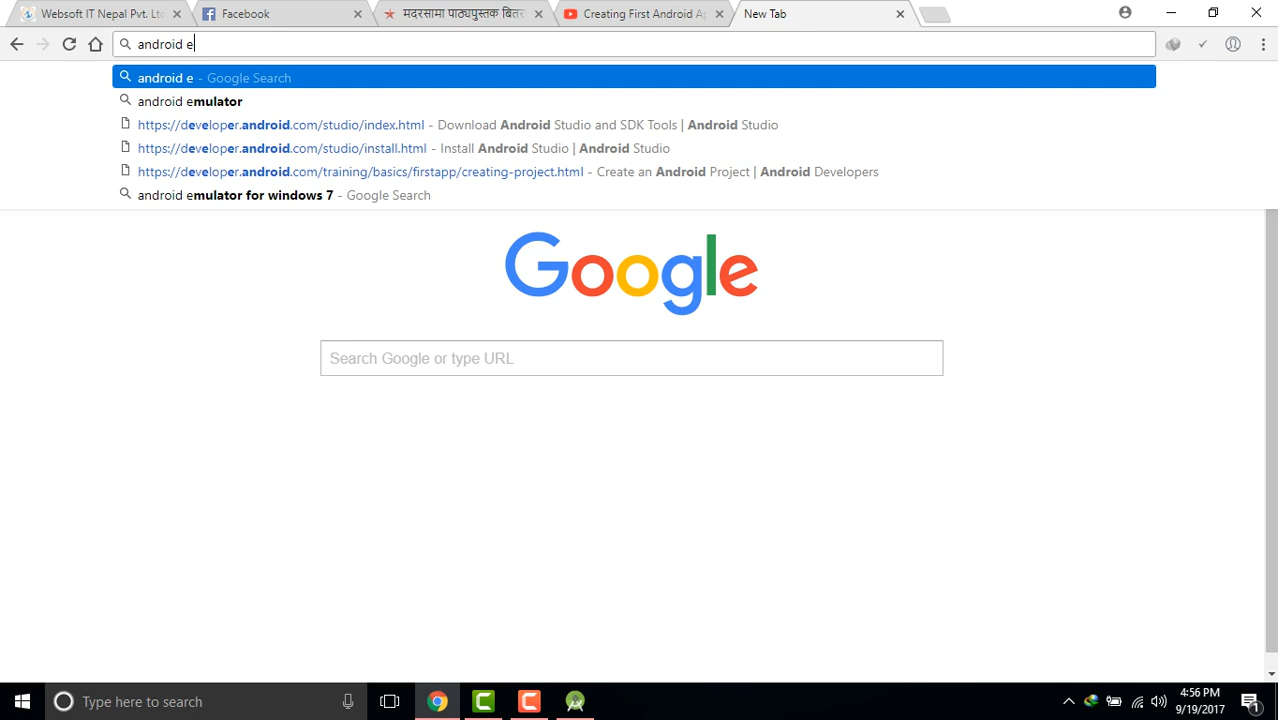 Websoft IT Nepal Pvt. Ltd
Facebook
मदरसामा पाठ्यपुस्तक बितर
Creating First Android Ap
New Tab
android e
android e - Google Search
android emulator
https://developer.android.com/studio/index.html - Download Android Studio and SDK Tools | Android Studio
https://developer.android.com/studio/install.html - Install Android Studio | Android Studio
https://developer.android.com/training/basics/firstapp/creating-project.html - Create an Android Project | Android Developers
android emulator for windows 7 - Google Search
Google
Search Google or type URL
Type here to search
4:56 PM
9/19/2017
1